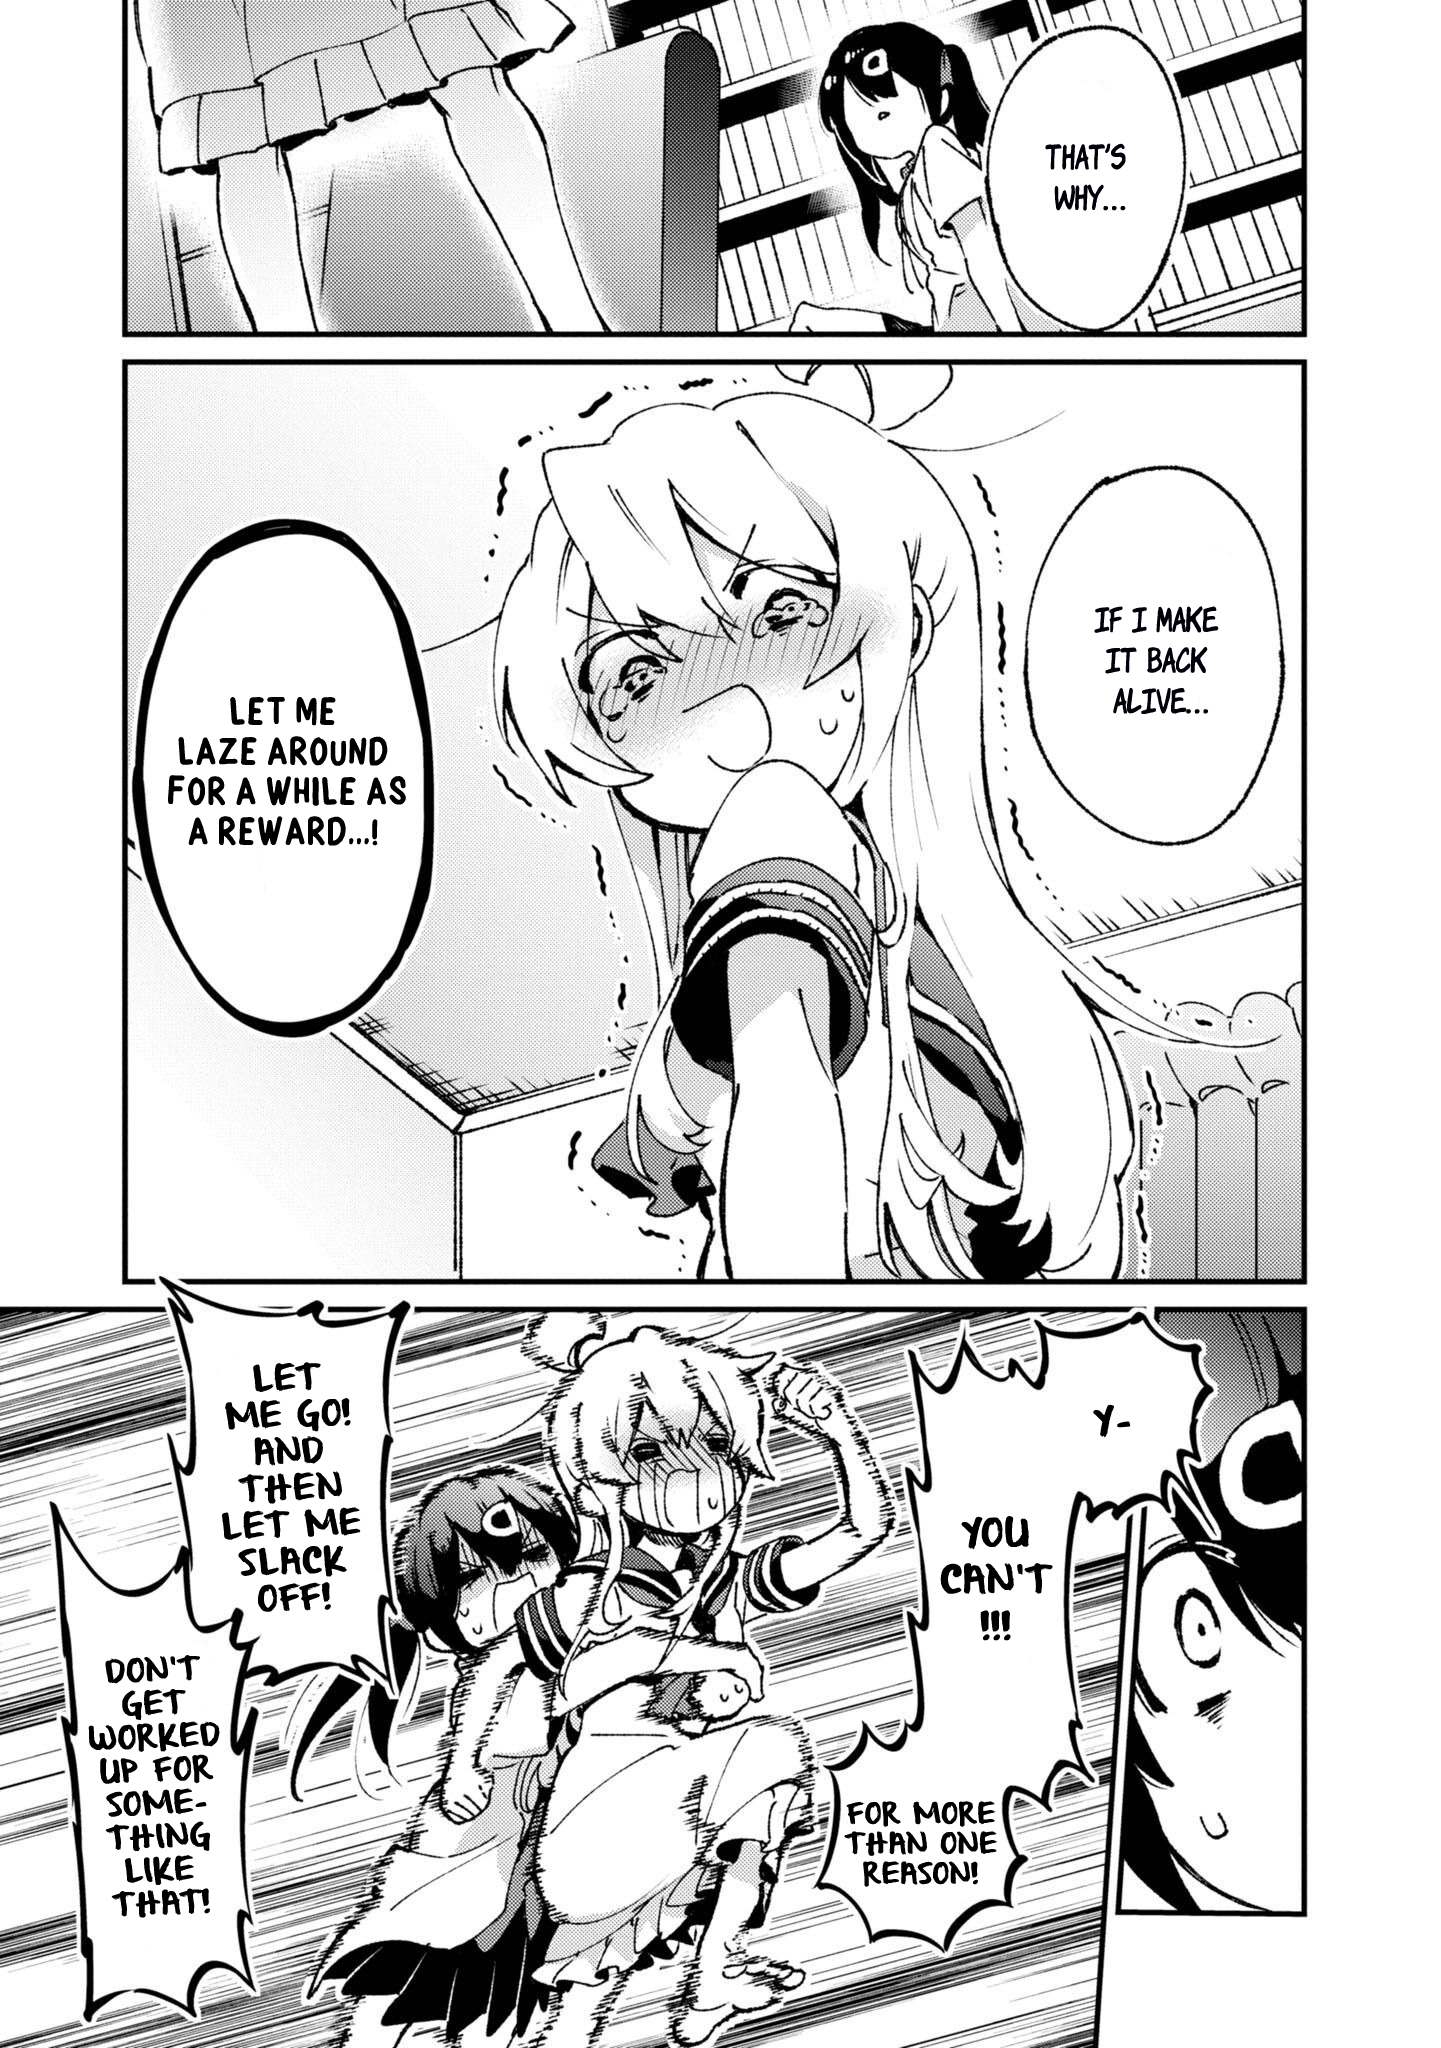 THAT'S
WHY...
IF I MAKE
IT BACK
ALIVE...
LET ME
LAZE AROUND
FOR A WHILE AS
A REWARD...!
Y-
YOU
CAN'T
!!!
FOR MORE
THAN ONE
REASON!
LET
ME GO!
AND
THEN
LET ME
SLACK
OFF!
DON'T
GET
WORKED
UP FOR
SOME-
THING
LIKE
THAT!